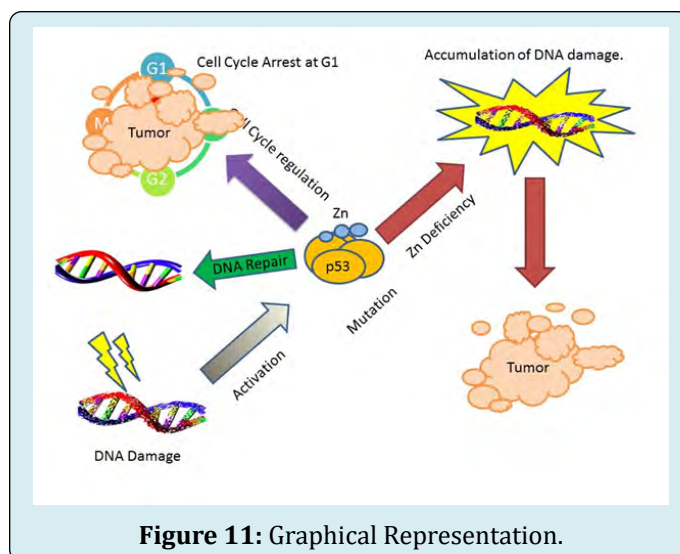 G1
Cell Cycle Arrest at G1
Accumulation of DNA damage.
M
Tumor
G2
Cell Cycle regulation
Zn
p53
Zn Deficiency
Mutation
DNA Repair
Activation
DNA Damage
Tumor
Figure 11: Graphical Representation.